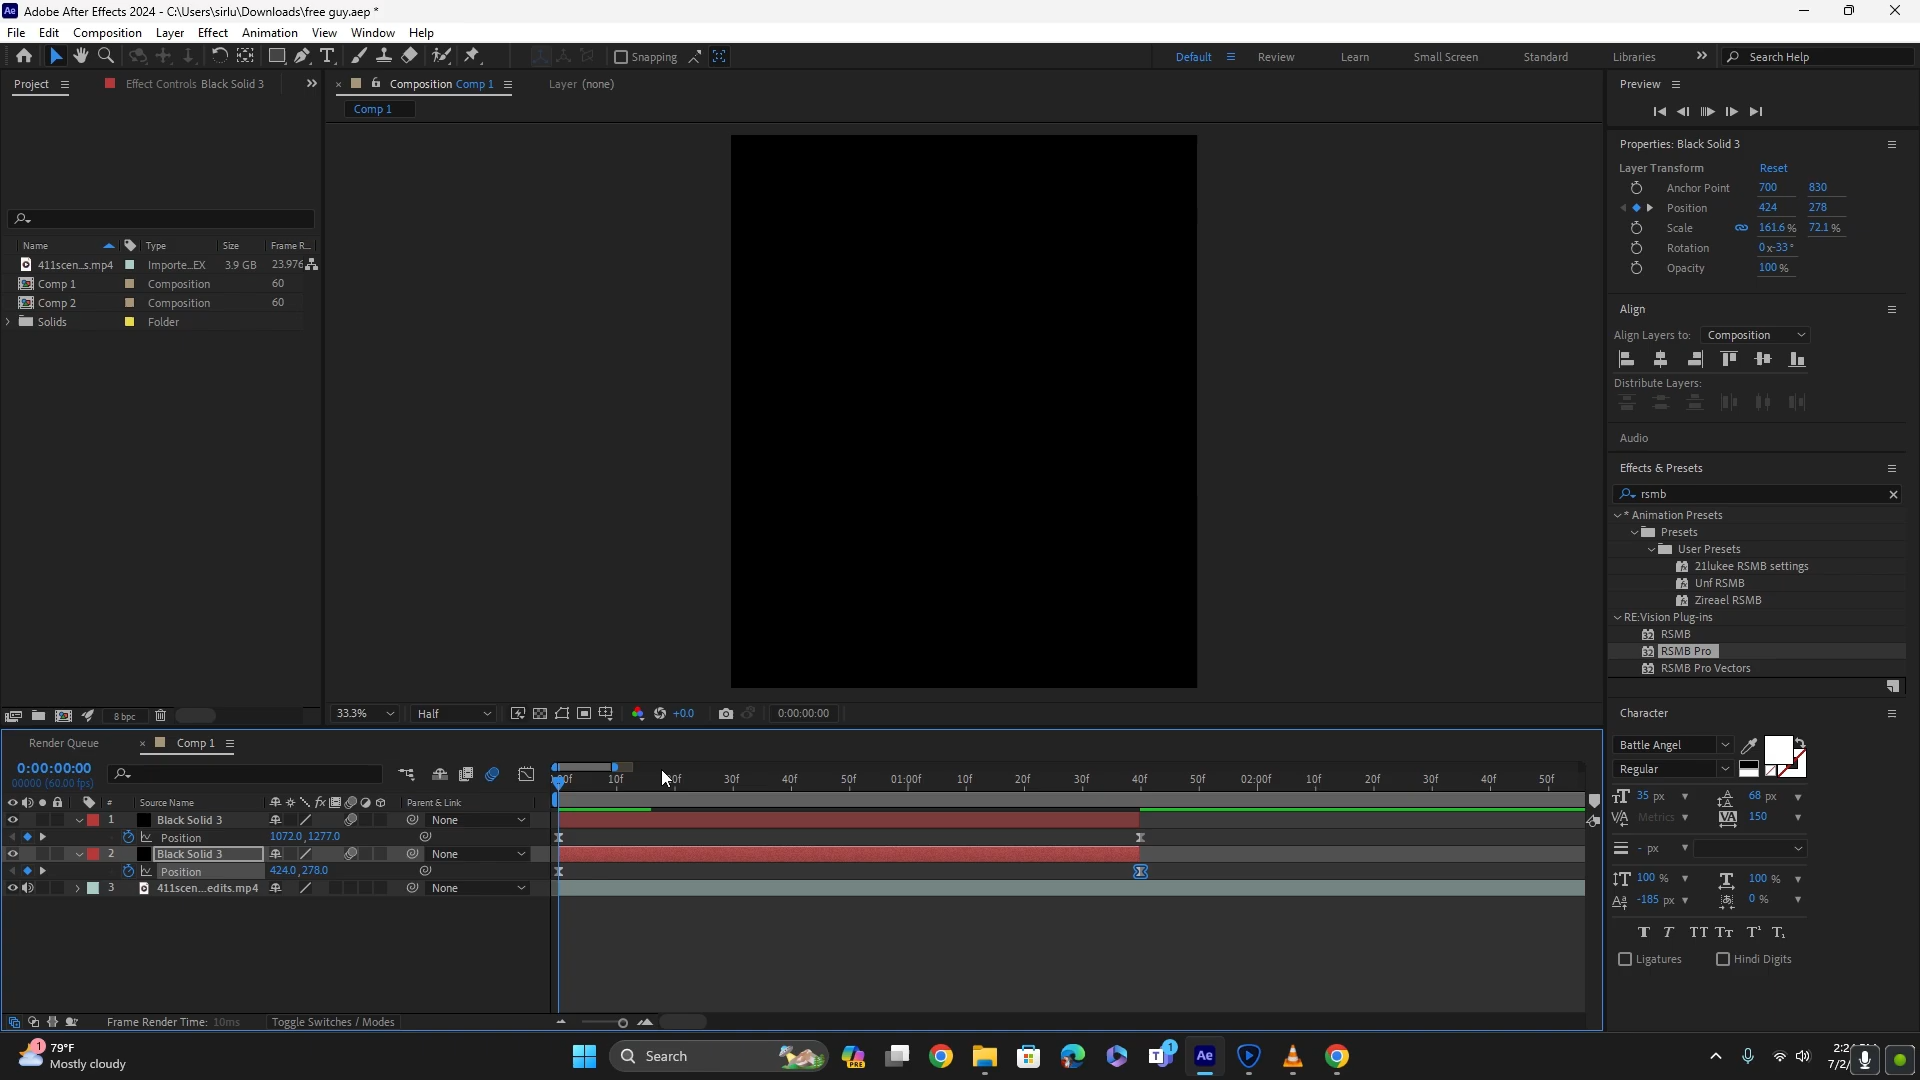 Adobe After Effects 2024 - C:\Users\sirlu\Downloads\free guy.aep *
File Edit Composition Layer Effect Animation View Window Help
Snapping
Default Review Learn Small Screen Standard Libraries Search Help
Project Effect Controls Black Solid 3 Composition Comp 1 Layer (none)
Comp 1
Name Type Size Frame R...
411scen...s.mp4 Importe...EX 3.9 GB 23.976
Comp 1 Composition 60
Comp 2 Composition 60
Solids Folder
8 bpc
33.3% Half +0.0 0:00:00:00
Preview
Properties: Black Solid 3
Layer Transform Reset
Anchor Point 700 830
Position 424 278
Scale 161.6 % 72.1 %
Rotation 0 x-33 °
Opacity 100 %
Align
Align Layers to: Composition
Distribute Layers:
Audio
Effects & Presets
rsmb
* Animation Presets
Presets
User Presets
21lukee RSMB settings
Unf RSMB
Zireael RSMB
RE:Vision Plug-ins
RSMB
RSMB Pro
RSMB Pro Vectors
Character
Battle Angel
Regular
35 px 68 px
Metrics 150
- px
100 % 100 %
-185 px 0 %
Ligatures Hindi Digits
Render Queue Comp 1
0:00:00:00
00000 (60.00 fps)
10f 30f 40f 50f 01:00f 10f 20f 30f 40f 50f 02:00f 10f 20f 30f 40f 50f
# Source Name Parent & Link
1 Black Solid 3 None
Position 1072.0,1277.0
2 Black Solid 3 None
Position 424.0,278.0
3 411scen...edits.mp4 None
Frame Render Time: 10ms Toggle Switches / Modes
79°F
Mostly cloudy
Search